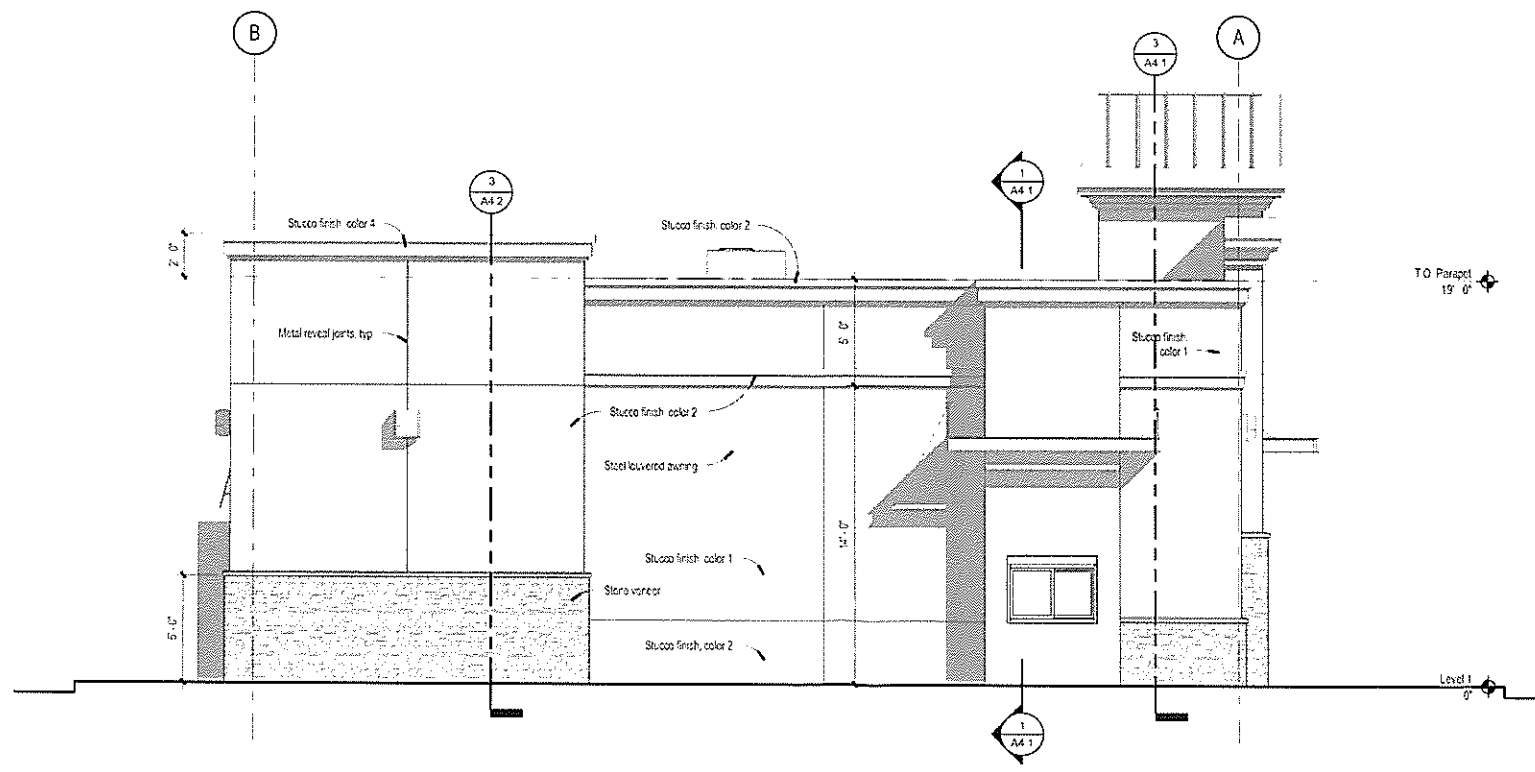 B
A
3
A4 1
1
A4 1
3
A4 2
Stucco finish color 4
Stucco finish, color 2
2' 0"
T O Parapet
19' 0"
Metal reveal joints, typ
5' 0"
Stucco finish,
color 1
Stucco finish color 2
Steel louvered awning
14'-0"
Stucco finish color 1
Stone veneer
5'-0"
Stucco finish, color 2
Level 1
0"
1
A4 1